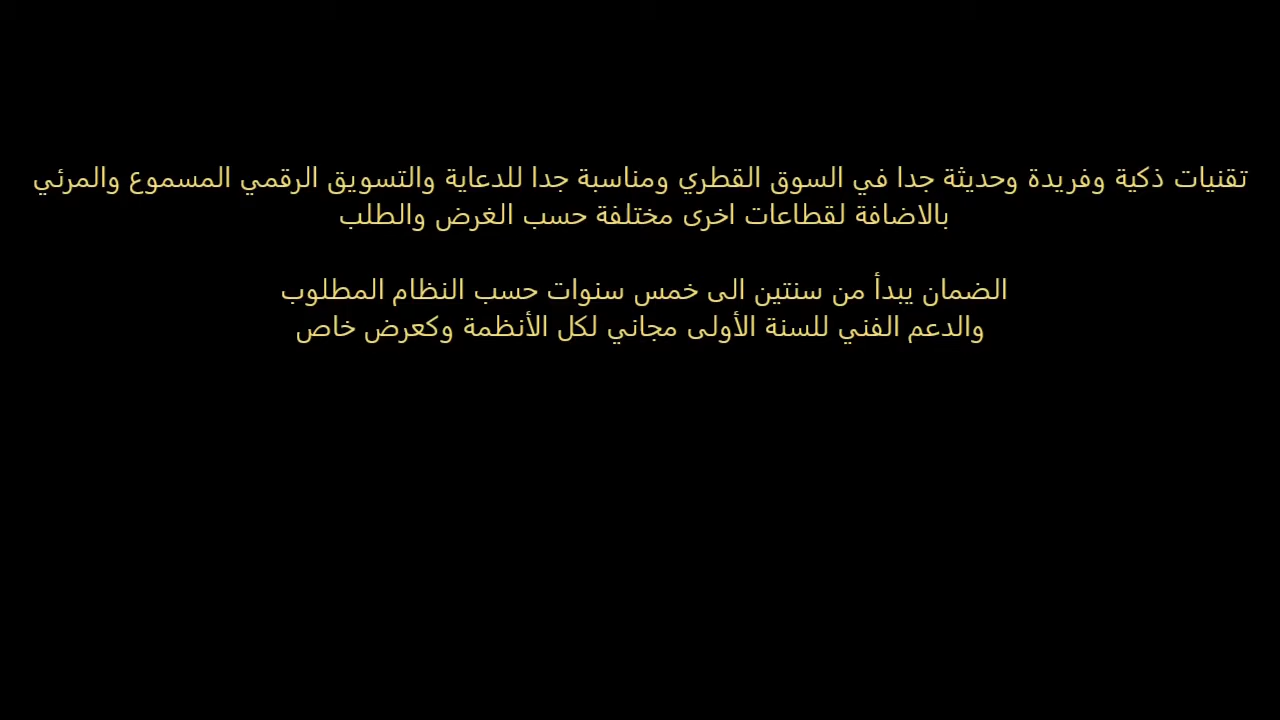 تقنيات ذكية وفريدة وحديثة جدا في السوق القطري ومناسبة جدا للدعاية والتسويق الرقمي المسموع والمرئي
بالاضافة لقطاعات اخرى مختلفة حسب الغرض والطلب
الضمان يبدأ من سنتين الى خمس سنوات حسب النظام المطلوب
والدعم الفني للسنة الأولى مجاني لكل الأنظمة وكعرض خاص